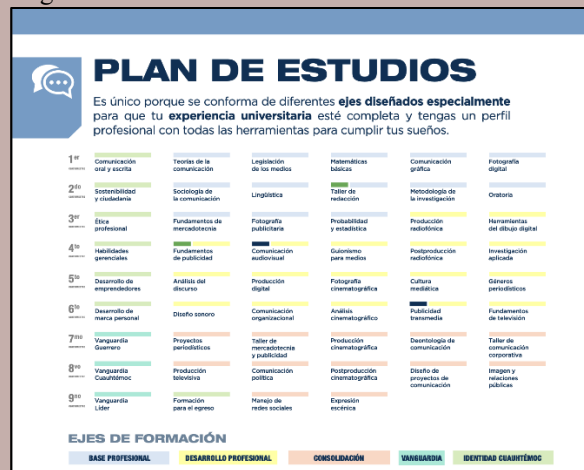 PLAN DE ESTUDIOS
Es único porque se conforma de diferentes ejes diseñados especialmente
para que tu experiencia universitaria esté completa y tengas un perfil
profesional con todas las herramientas para cumplir tus sueños.
1er
Comunicación oral y escrita
Teorías de la comunicación
Legislación de los medios
Matemáticas básicas
Comunicación gráfica
Fotografía digital
2do
Sostenibilidad y ciudadanía
Sociología de la comunicación
Lingüística
Taller de redacción
Metodología de la investigación
Oratoria
3er
Ética profesional
Fundamentos de mercadotecnia
Fotografía publicitaria
Probabilidad y estadística
Producción radiofónica
Herramientas del dibujo digital
4to
Habilidades gerenciales
Fundamentos de publicidad
Comunicación audiovisual
Guionismo para medios
Postproducción radiofónica
Investigación aplicada
5to
Desarrollo de emprendedores
Análisis del discurso
Producción digital
Fotografía cinematográfica
Cultura mediática
Géneros periodísticos
6to
Desarrollo de marca personal
Diseño sonoro
Comunicación organizacional
Análisis cinematográfico
Publicidad transmedia
Fundamentos de televisión
7mo
Vanguardia Guerrero
Proyectos periodísticos
Taller de mercadotecnia y publicidad
Producción cinematográfica
Deontología de comunicación
Taller de comunicación corporativa
8vo
Vanguardia Cuauhtémoc
Producción televisiva
Comunicación política
Postproducción cinematográfica
Diseño de proyectos de comunicación
Imagen y relaciones públicas
9no
Vanguardia Líder
Formación para el egreso
Manejo de redes sociales
Expresión escénica
EJES DE FORMACIÓN
BASE PROFESIONAL
DESARROLLO PROFESIONAL
CONSOLIDACIÓN
VANGUARDIA
IDENTIDAD CUAUHTÉMOC